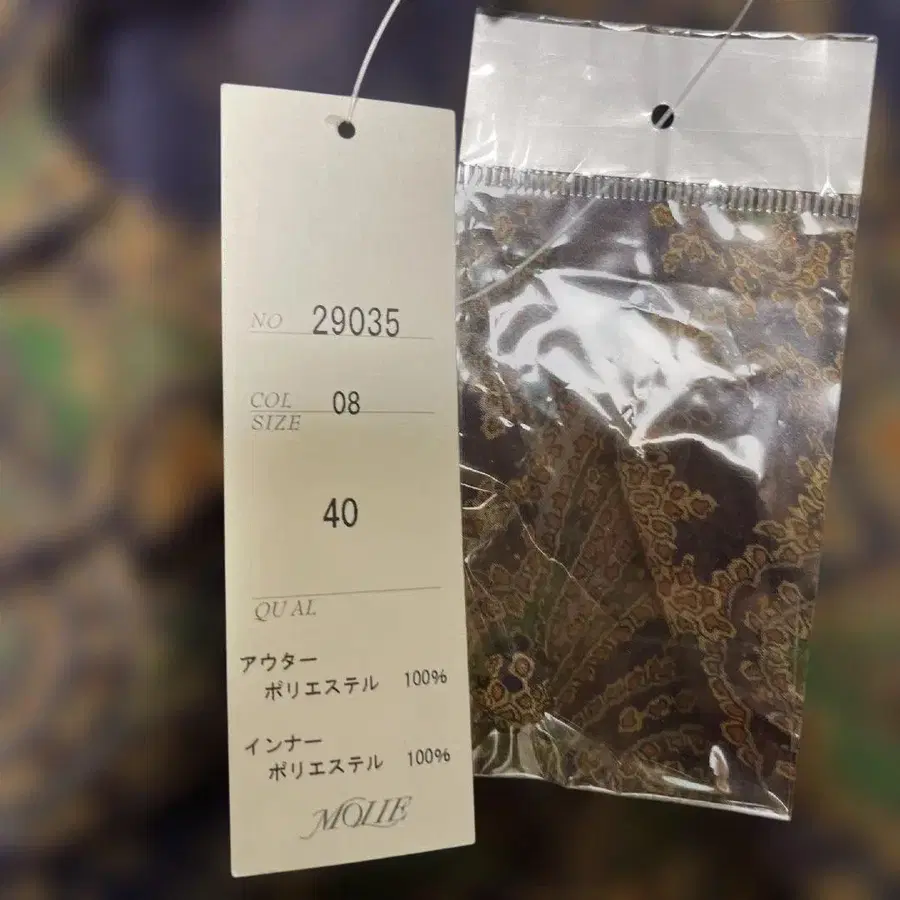 NO 29035
COL 08
SIZE
40
QUAL
アウター
ポリエステル 100%
インナー
ポリエステル 100%
MOLIE